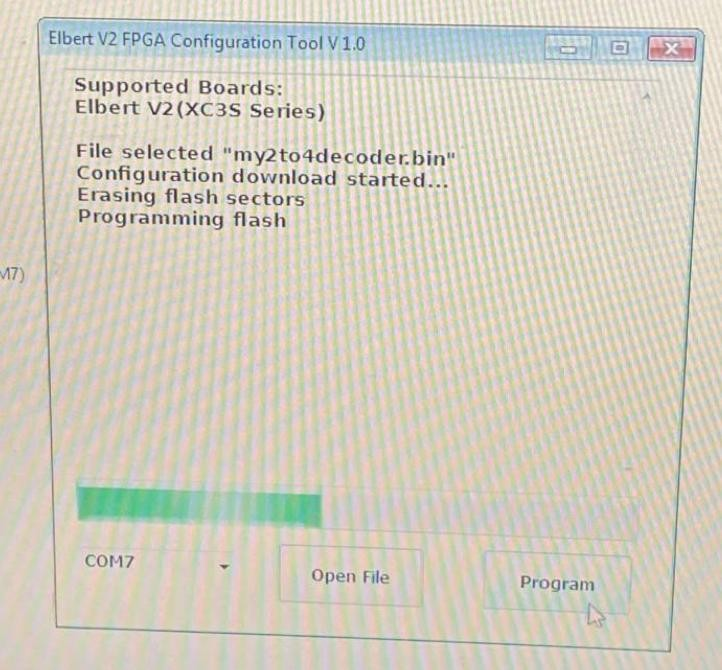 Elbert V2 FPGA Configuration Tool V 1.0
Supported Boards:
Elbert V2(XC3S Series)
File selected "my2to4decoder.bin"
Configuration download started...
Erasing flash sectors
Programming flash
M7)
COM7
Open File
Program